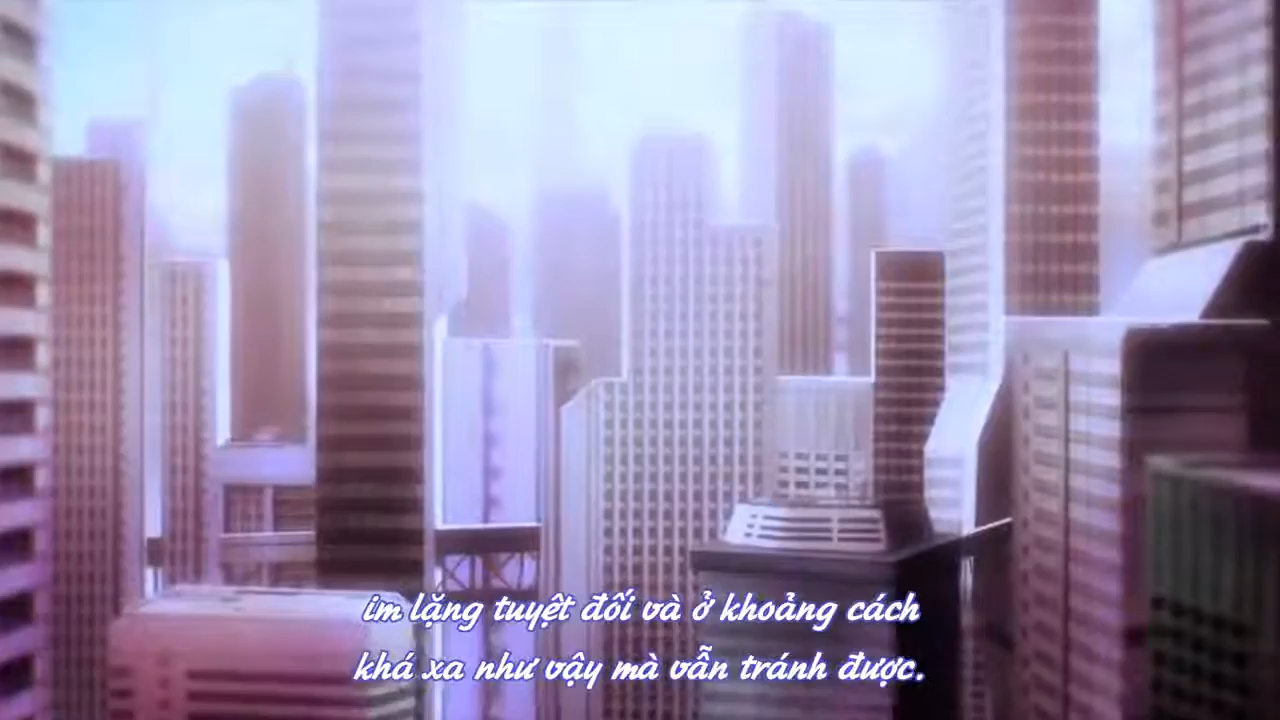 im lặng tuyệt đối và ở khoảng cách
khá xa như vậy mà vẫn tránh được.